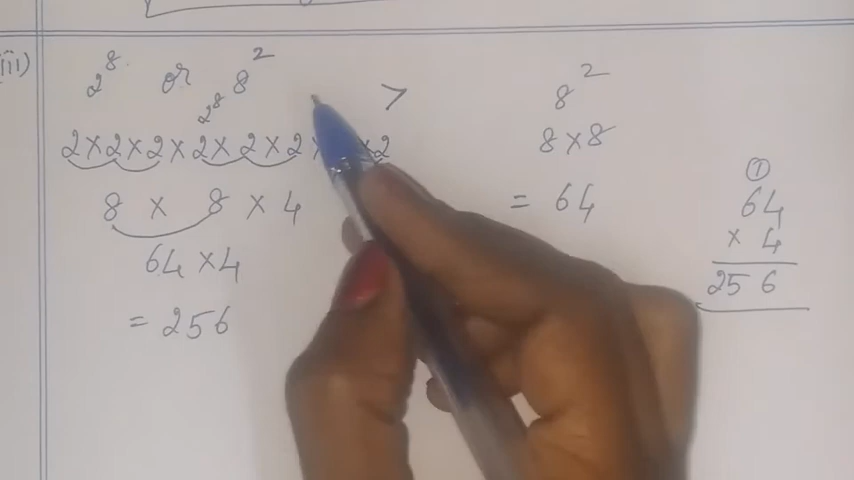 iii) 2⁸ or 8²
2⁸ > 8²
2×2×2×2×2×2× ×2 8×8
8 × 8 × 4 = 64
64 ×4
= 256
①
64
× 4
256